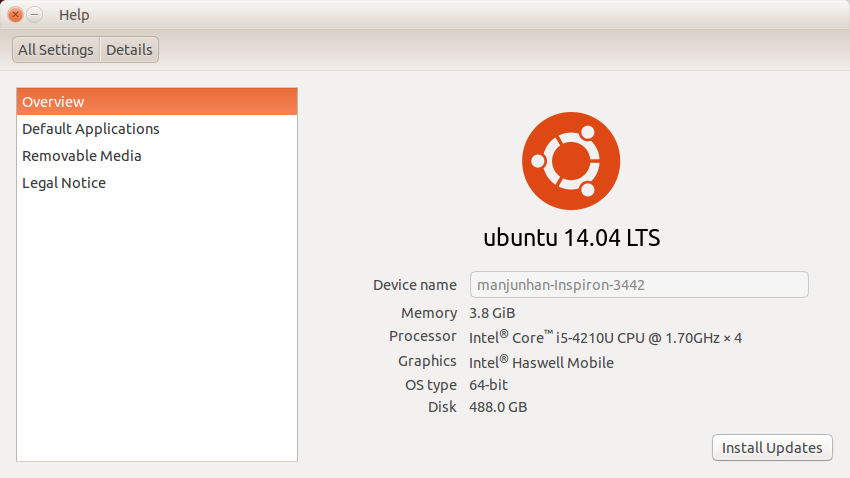 Help
All Settings Details
Overview
Default Applications
Removable Media
Legal Notice
ubuntu 14.04 LTS
Device name manjunhan-Inspiron-3442
Memory 3.8 GiB
Processor Intel® Core™ i5-4210U CPU @ 1.70GHz × 4
Graphics Intel® Haswell Mobile
OS type 64-bit
Disk 488.0 GB
Install Updates